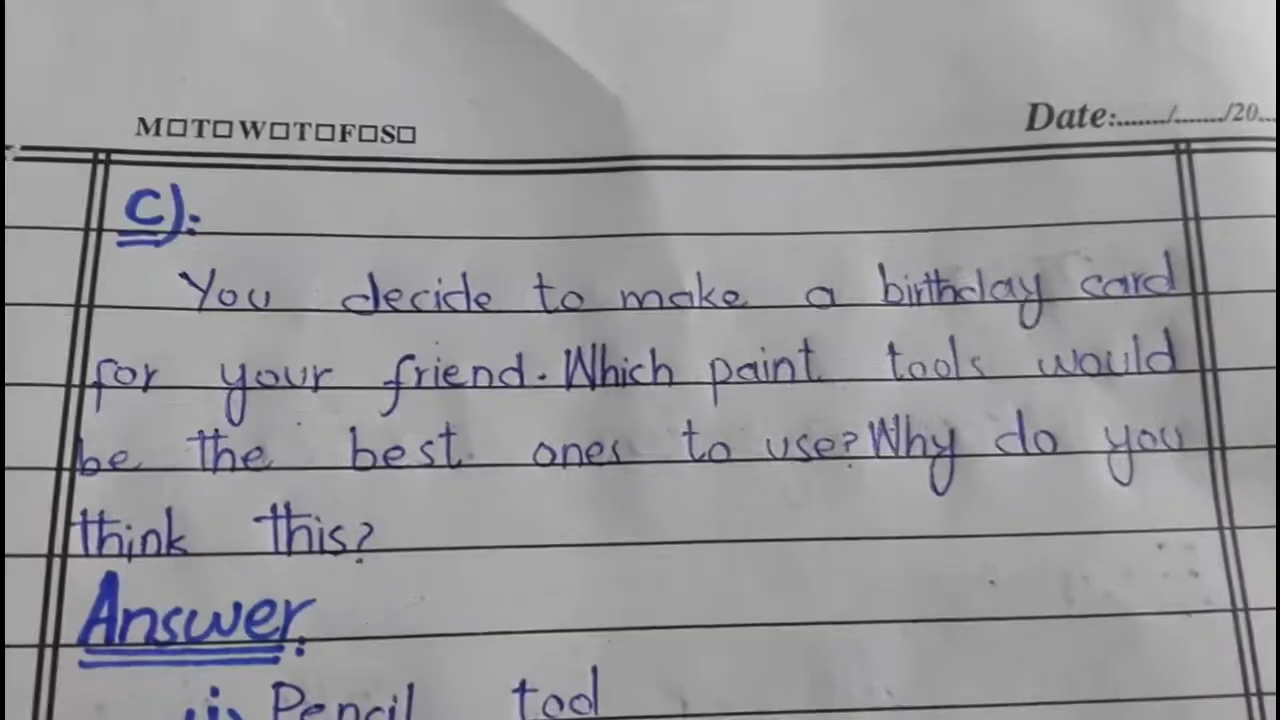 M☐T☐W☐T☐F☐S☐
Date:......./......./20...
C):
You decide to make a birthday card
for your friend. Which paint tools would
be the best ones to use? Why do you
think this?
Answer:
i) Pencil tool